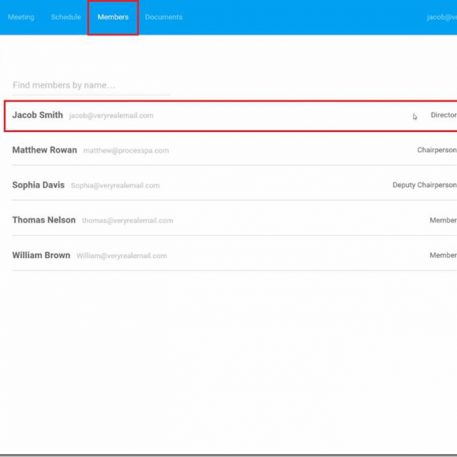 Meeting Schedule Members Documents jacob@v
Find members by name...
Jacob Smith jacob@veryrealemail.com Director
Matthew Rowan matthew@processpa.com Chairperson
Sophia Davis Sophia@veryrealemail.com Deputy Chairperson
Thomas Nelson thomas@veryrealemail.com Member
William Brown William@veryrealemail.com Member